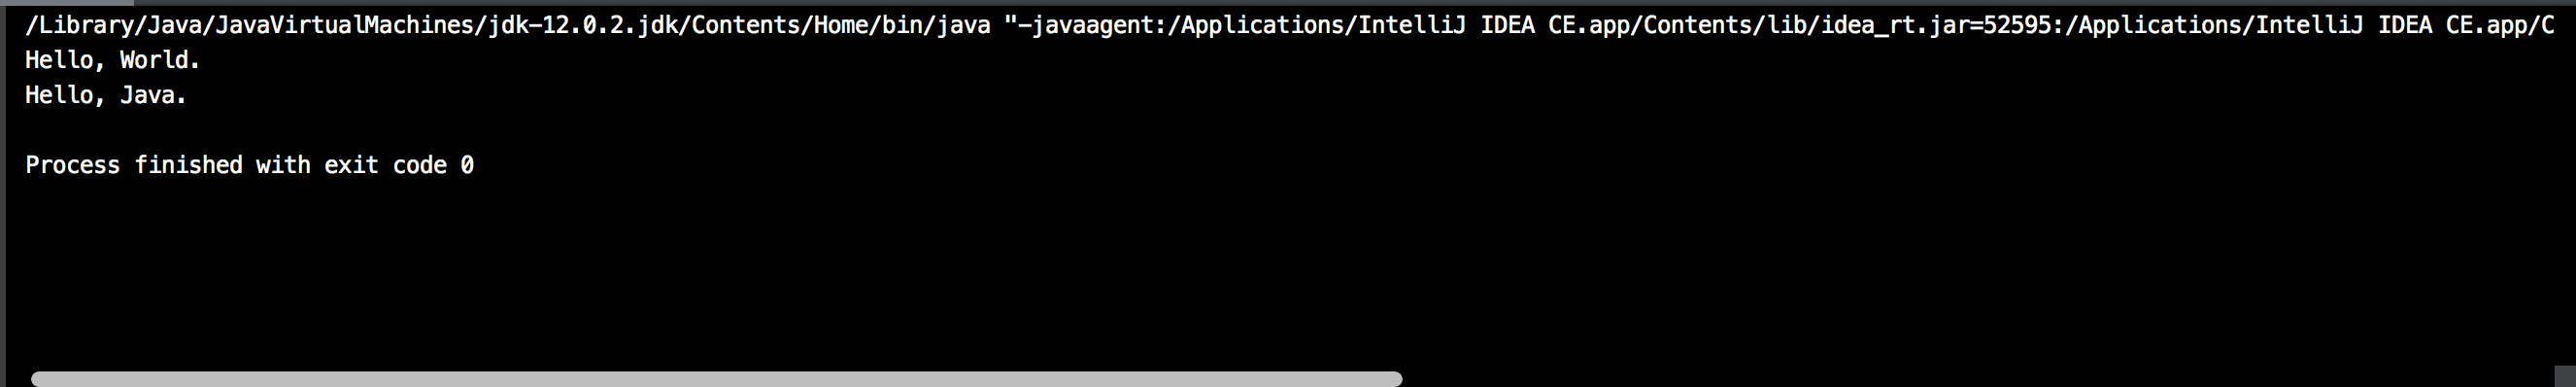 /Library/Java/JavaVirtualMachines/jdk-12.0.2.jdk/Contents/Home/bin/java "-javaagent:/Applications/IntelliJ IDEA CE.app/Contents/lib/idea_rt.jar=52595:/Applications/IntelliJ IDEA CE.app/C
Hello, World.
Hello, Java.
Process finished with exit code 0